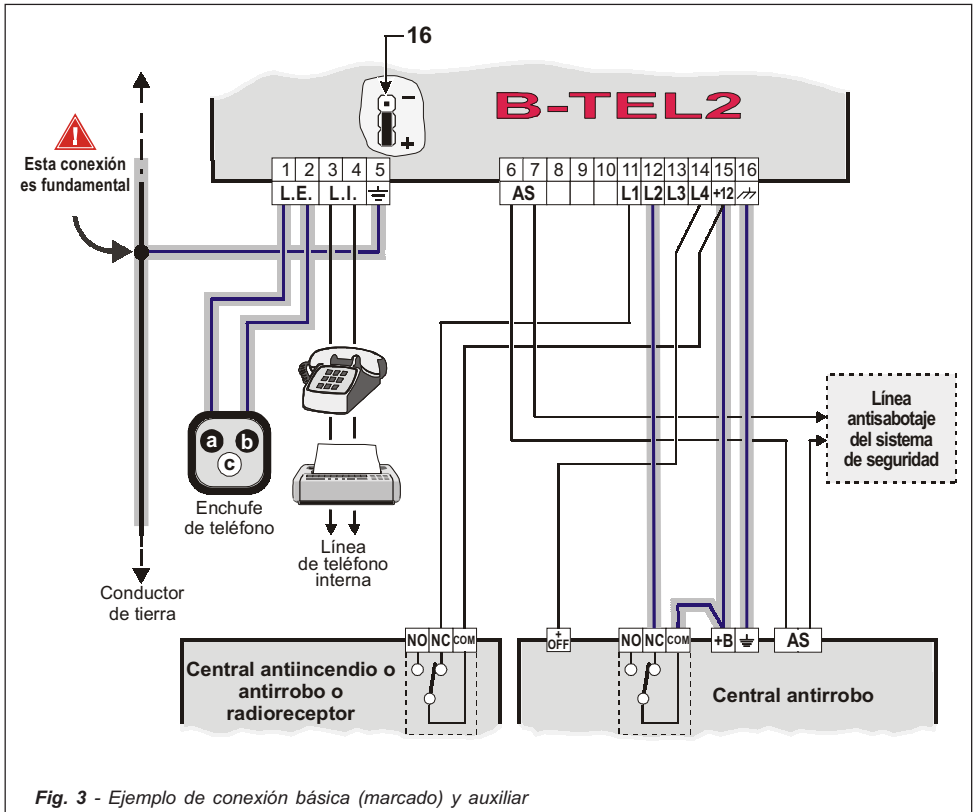 16
B-TEL2
Esta conexión
es fundamental
1 2 3 4 5
L.E. L.I.
6 7 8 9 10 11 12 13 14 15 16
AS L1 L2 L3 L4 +12
a b
c
Enchufe
de teléfono
Línea
de teléfono
interna
Línea
antisabotaje
del sistema
de seguridad
Conductor
de tierra
NO NC COM
+
OFF
NO NC COM +B AS
Central antiincendio o
antirrobo o
radioreceptor
Central antirrobo
Fig. 3 - Ejemplo de conexión básica (marcado) y auxiliar